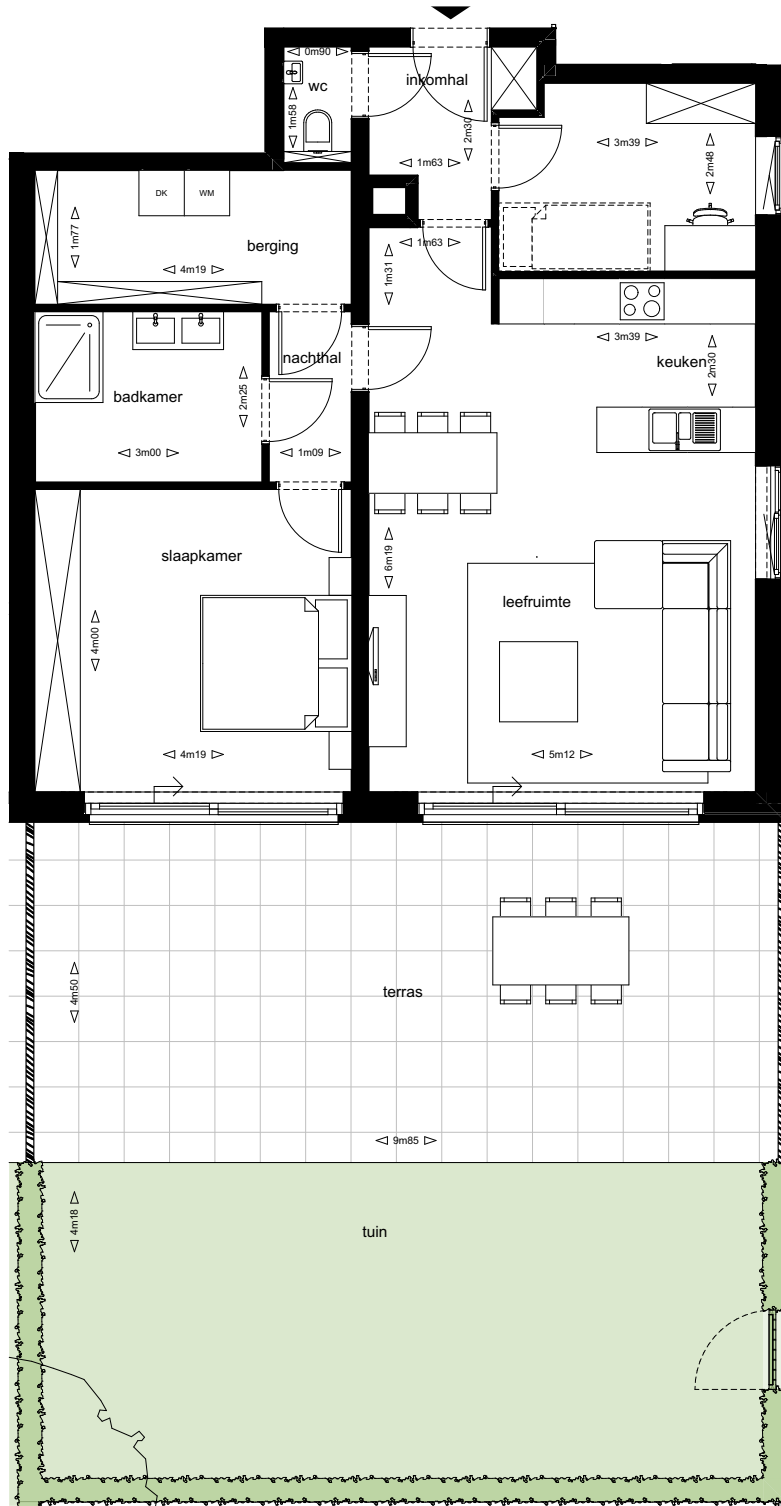 0m90
wc
inkomhal
1m58
2m30
1m63
3m39
2m48
DK
WM
1m77
berging
4m19
1m63
1m31
nachthal
3m39
keuken
2m30
badkamer
2m25
3m00
1m09
slaapkamer
6m19
leefruimte
4m00
4m19
5m12
terras
4m50
9m85
4m18
tuin